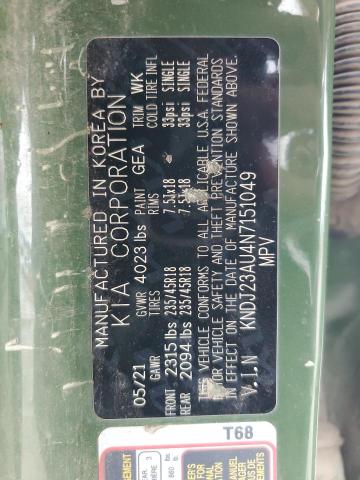 MANUFACTURED IN KOREA BY
KIA CORPORATION
05/21 GVWR 4023 lbs PAINT GEA TRIM WK
GAWR TIRES RIMS COLD TIRE INFL
FRONT 2315 lbs 235/45R18 7.5Jx18 33psi SINGLE
REAR 2094 lbs 235/45R18 7.5Jx18 33psi SINGLE
THIS VEHICLE CONFORMS TO ALL APPLICABLE U.S.A. FEDERAL
MOTOR VEHICLE SAFETY AND THEFT PREVENTION STANDARDS
IN EFFECT ON THE DATE OF MANUFACTURE SHOWN ABOVE.
V.I.N KNDJ23AU4N7151049
MPV
T68